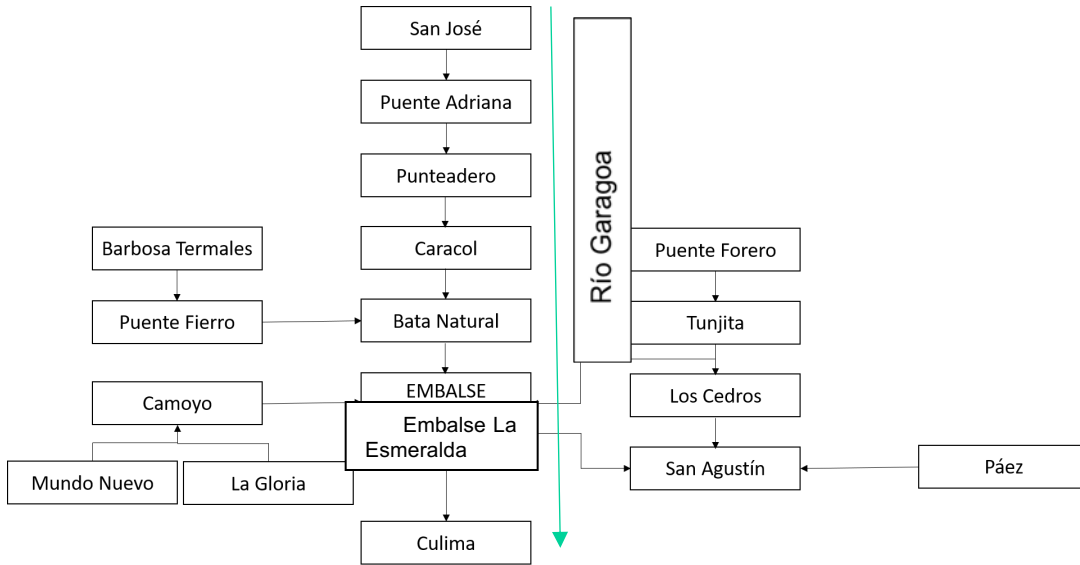 San José
Puente Adriana
Punteadero
Río Garagoa
Caracol
Barbosa Termales
Puente Forero
Puente Fierro
Bata Natural
Tunjita
EMBALSE
Camoyo
Los Cedros
Embalse La
Esmeralda
Mundo Nuevo
La Gloria
San Agustín
Páez
Culima